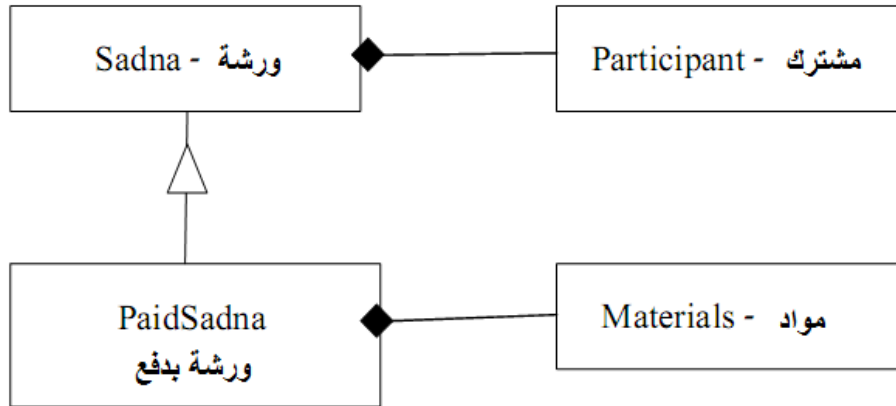 Sadna - ورشة
Participant - مشترك
PaidSadna
ورشة بدفع
Materials - مواد